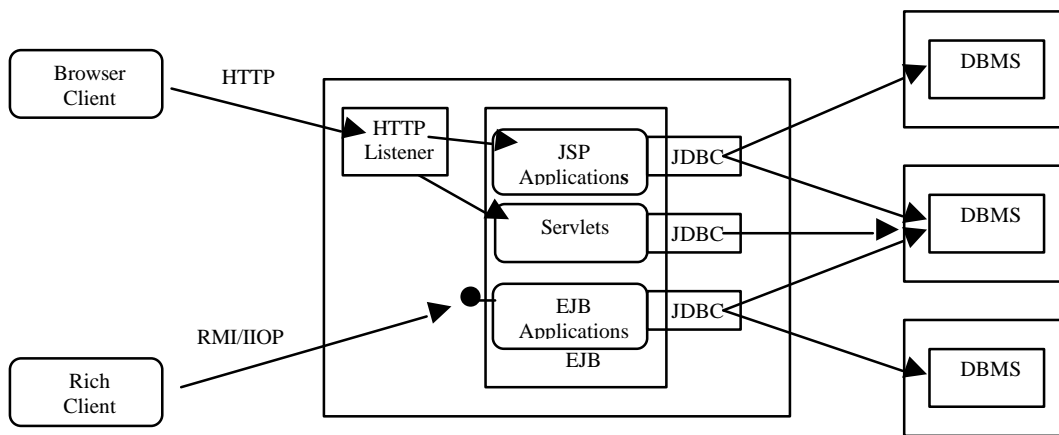 Browser
Client
HTTP
HTTP
Listener
JSP
Applications
JDBC
DBMS
Servlets
JDBC
DBMS
EJB
Applications
JDBC
EJB
RMI/IIOP
Rich
Client
DBMS